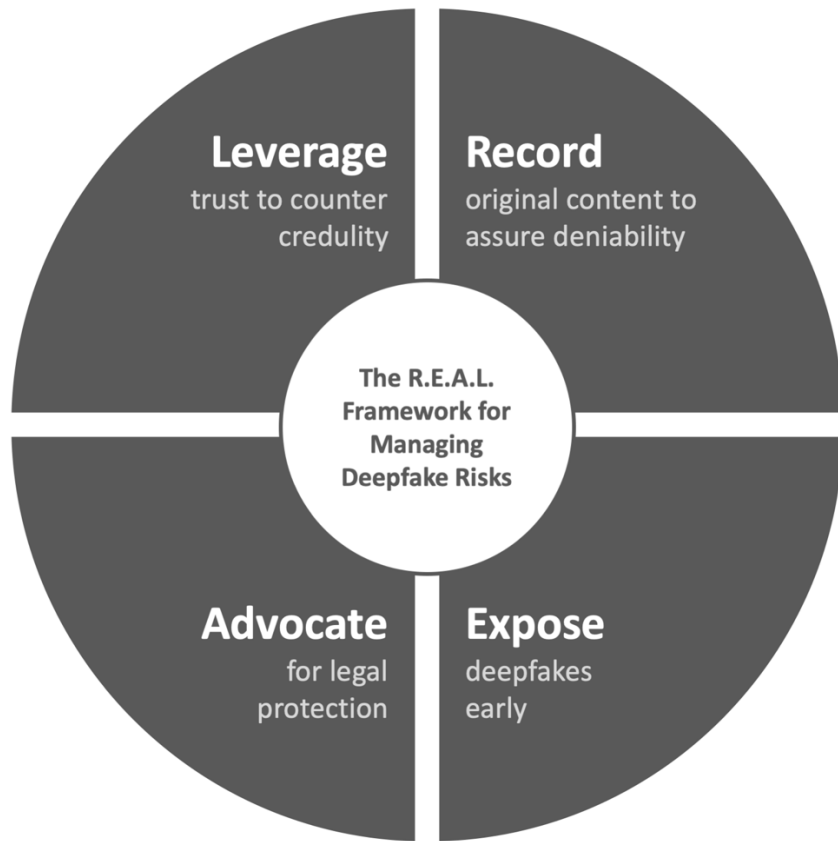 Leverage
trust to counter
credulity
Record
original content to
assure deniability
The R.E.A.L.
Framework for
Managing
Deepfake Risks
Advocate
for legal
protection
Expose
deepfakes
early